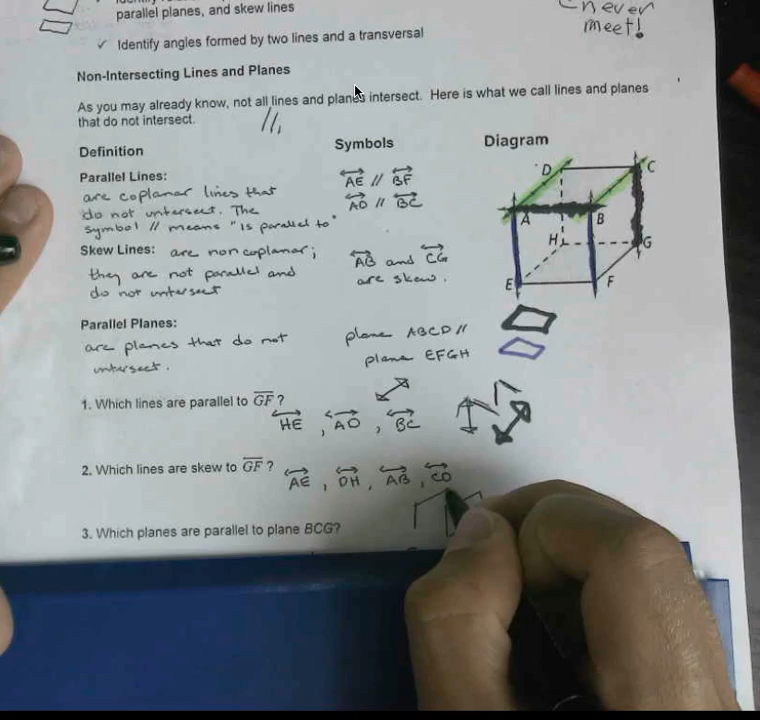 parallel planes, and skew lines
never
meet!
✓ Identify angles formed by two lines and a transversal
Non-Intersecting Lines and Planes
As you may already know, not all lines and planes intersect. Here is what we call lines and planes
that do not intersect. //,
Definition Symbols Diagram
Parallel Lines:
are coplanar lines that
do not untersect. The
symbol // means "is parallel to"
AE // BF
AD // BC
Skew Lines: are noncoplanar;
they are not parallel and
do not untersect
AB and CG
are skew.
Parallel Planes:
are planes that do not
untersect.
plane ABCD //
plane EFGH
D C
A B
H G
E F
1. Which lines are parallel to GF?
HE, AD, BC
2. Which lines are skew to GF? AE, DH, AB, CD
3. Which planes are parallel to plane BCG?